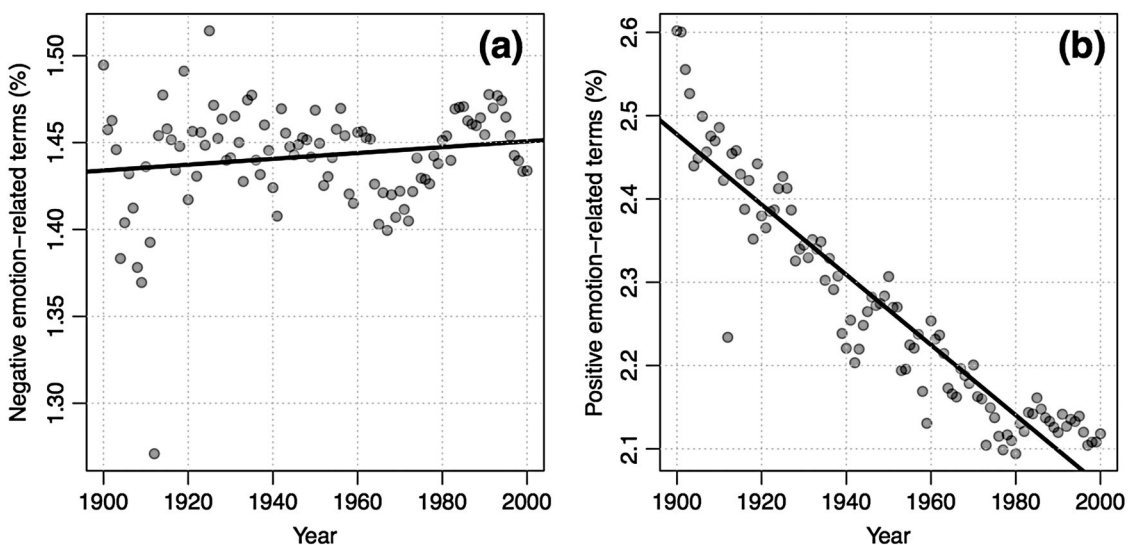 (a)
Negative emotion−related terms (%)
1.50
1.45
1.40
1.35
1.30
1900 1920 1940 1960 1980 2000
Year
(b)
Positive emotion−related terms (%)
2.6
2.5
2.4
2.3
2.2
2.1
1900 1920 1940 1960 1980 2000
Year